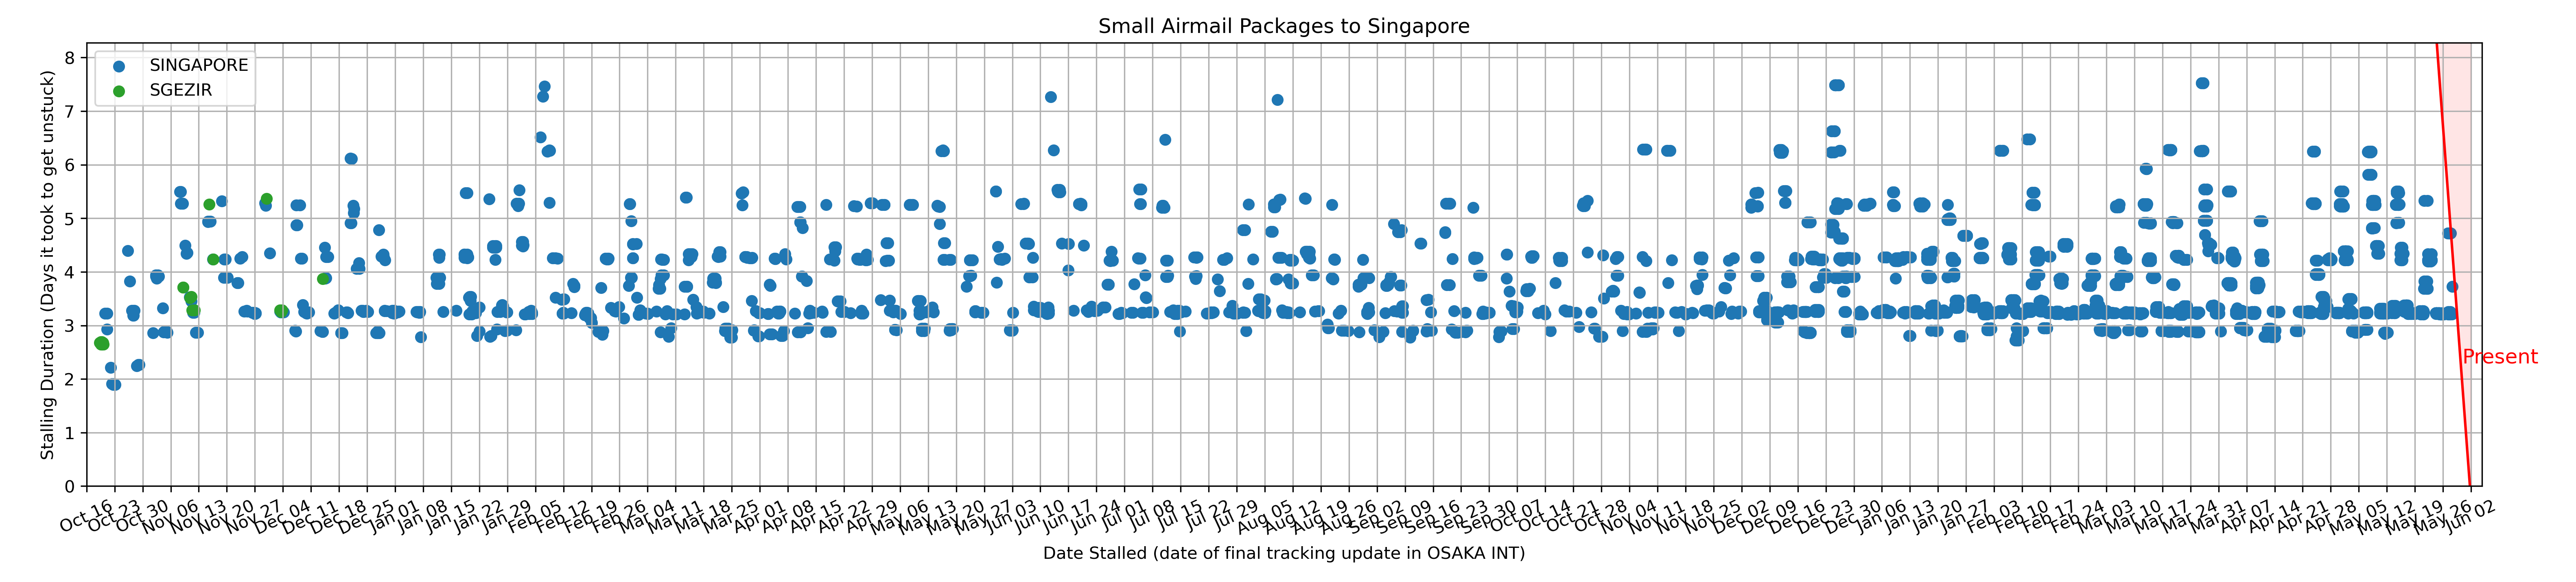 Small Airmail Packages to Singapore
SINGAPORE
SGEZIR
Stalling Duration (Days it took to get unstuck)
8
7
6
5
4
3
2
1
0
Present
Oct 16 Oct 23 Oct 30 Nov 06 Nov 13 Nov 20 Nov 27 Dec 04 Dec 11 Dec 18 Dec 25 Jan 01 Jan 08 Jan 15 Jan 22 Jan 29 Feb 05 Feb 12 Feb 19 Feb 26 Mar 04 Mar 11 Mar 18 Mar 25 Apr 01 Apr 08 Apr 15 Apr 22 Apr 29 May 06 May 13 May 20 May 27 Jun 03 Jun 10 Jun 17 Jun 24 Jul 01 Jul 08 Jul 15 Jul 22 Jul 29 Aug 05 Aug 12 Aug 19 Aug 26 Sep 02 Sep 09 Sep 16 Sep 23 Sep 30 Oct 07 Oct 14 Oct 21 Oct 28 Nov 04 Nov 11 Nov 18 Nov 25 Dec 02 Dec 09 Dec 16 Dec 23 Dec 30 Jan 06 Jan 13 Jan 20 Jan 27 Feb 03 Feb 10 Feb 17 Feb 24 Mar 03 Mar 10 Mar 17 Mar 24 Mar 31 Apr 07 Apr 14 Apr 21 Apr 28 May 05 May 12 May 19 May 26 Jun 02
Date Stalled (date of final tracking update in OSAKA INT)